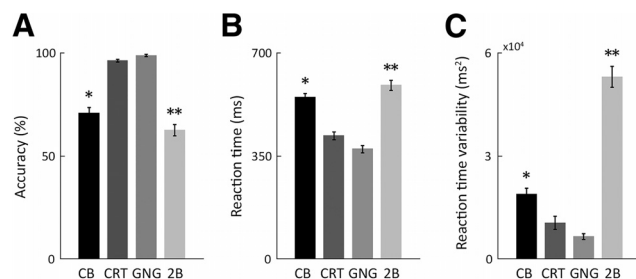 A
Accuracy (%)
100
50
0
*
**
CB CRT GNG 2B
B
Reaction time (ms)
700
350
0
*
**
CB CRT GNG 2B
C
Reaction time variability (ms²)
x10⁴
6
3
0
*
**
CB CRT GNG 2B